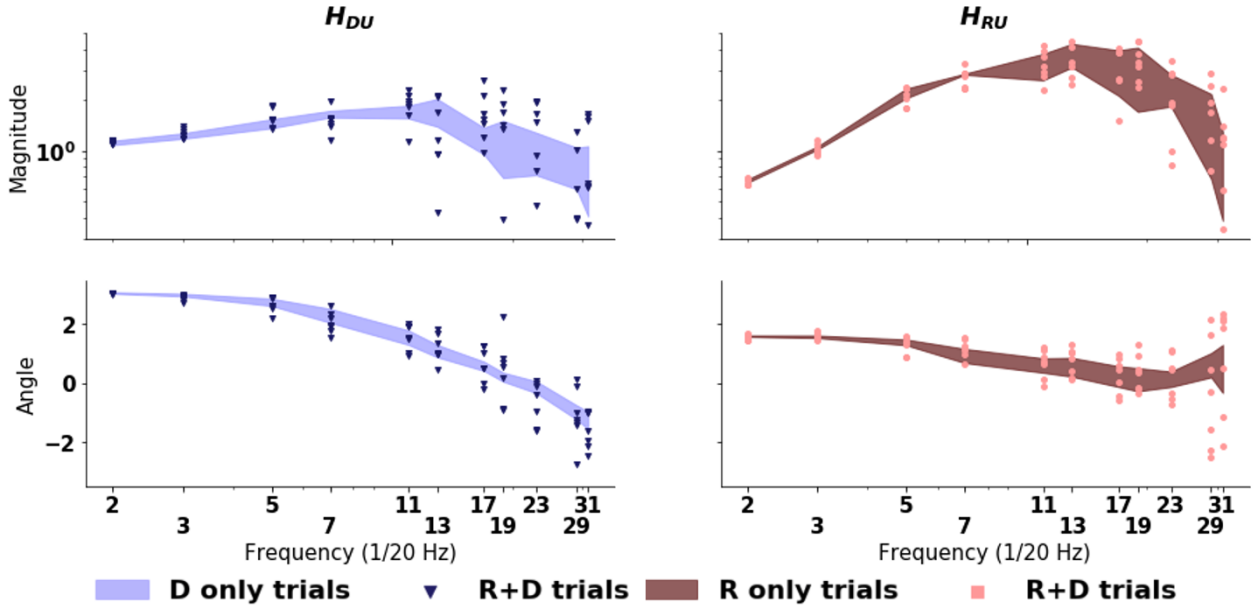 H_DU
H_RU
Magnitude
10⁰
Angle
2
0
−2
2 5 11 17 23 31
3 7 13 19 29
2 5 11 17 23 31
3 7 13 19 29
Frequency (1/20 Hz)
Frequency (1/20 Hz)
D only trials R+D trials R only trials R+D trials